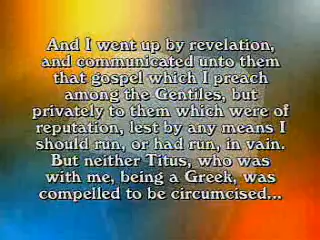 And I went up by revelation,
and communicated unto them
that gospel which I preach
among the Gentiles, but
privately to them which were of
reputation, lest by any means I
should run, or had run, in vain.
But neither Titus, who was
with me, being a Greek, was
compelled to be circumcised...